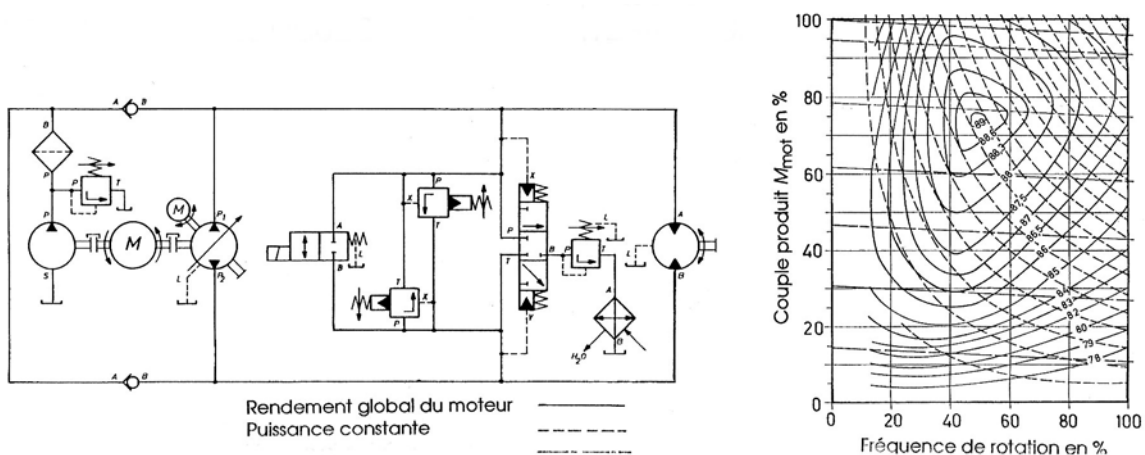 A B
B
P
P
T
P
S
M
M
L
P1
P2
A
B
L
P
X
T
T
X
P
X
P
T
B
Y
P
L
T
A
B
H2O
L
A
B
A B
Rendement global du moteur
Puissance constante
Couple produit Mmot en %
100
80
60
40
20
0
0 20 40 60 80 100
Fréquence de rotation en %
89
88,6
88,3
88
87,5
87
86,5
86
85
84
83
82
80
79
78